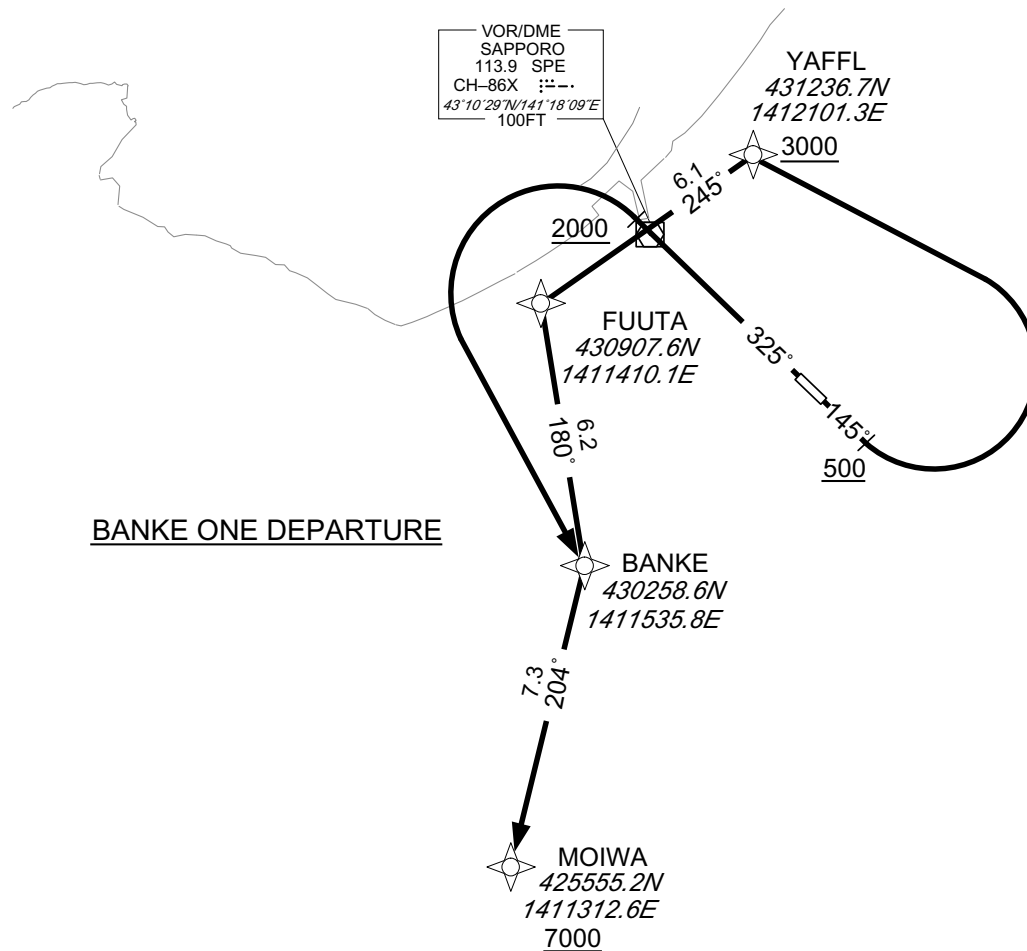 VOR/DME
SAPPORO
113.9 SPE
CH–86X
43°10′29″N/141°18′09″E
100FT
YAFFL
431236.7N
1412101.3E
3000
6.1
245°
2000
FUUTA
430907.6N
1411410.1E
325°
145°
500
6.2
180°
BANKE ONE DEPARTURE
BANKE
430258.6N
1411535.8E
7.3
204°
MOIWA
425555.2N
1411312.6E
7000